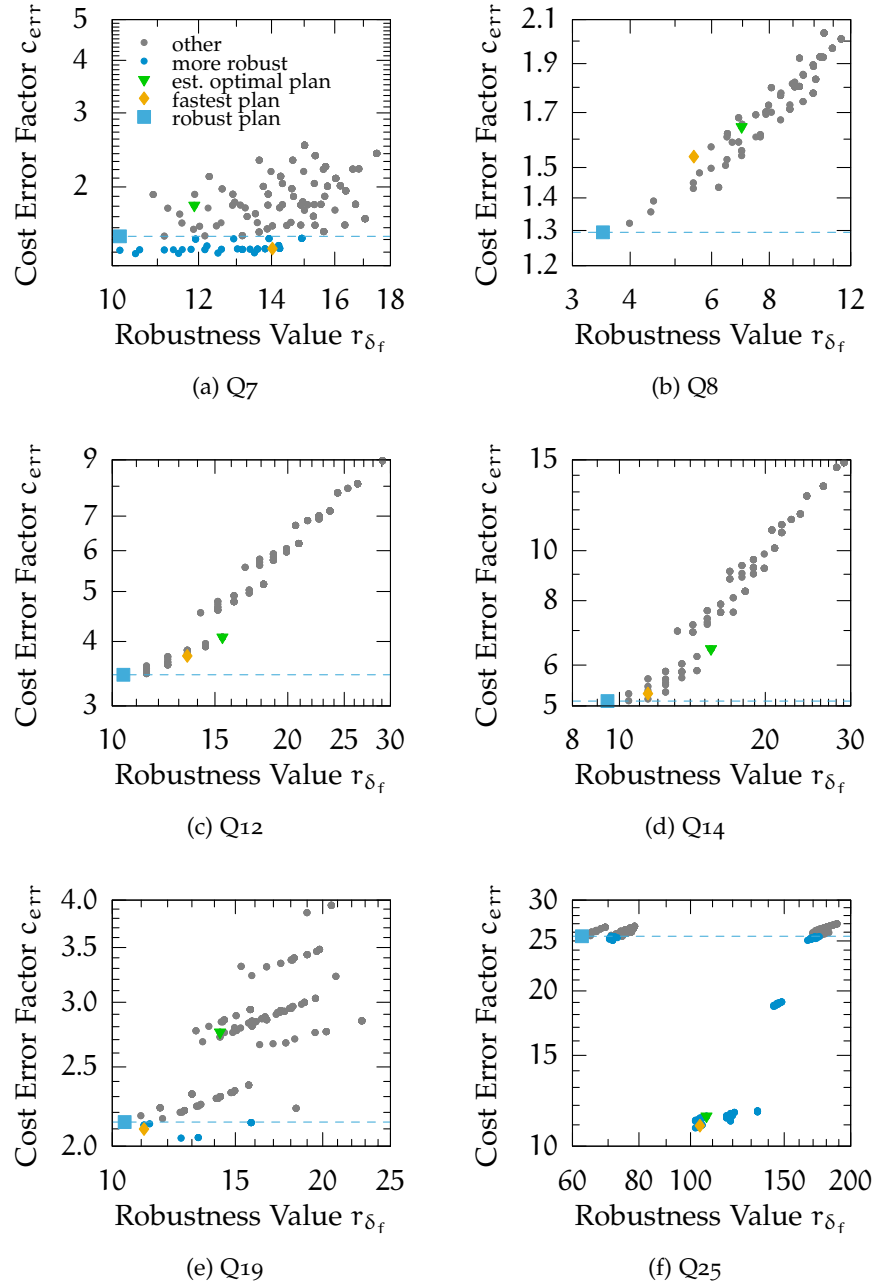 5
3
2
10
12
14
16
18
Cost Error Factor c_err
other
more robust
est. optimal plan
fastest plan
robust plan
Robustness Value r_δf
(a) Q7
2.1
1.9
1.7
1.5
1.4
1.3
1.2
3
4
6
8
12
Cost Error Factor c_err
Robustness Value r_δf
(b) Q8
9
7
6
5
4
3
10
15
20
25
30
Cost Error Factor c_err
Robustness Value r_δf
(c) Q12
15
10
8
6
5
8
10
20
30
Cost Error Factor c_err
Robustness Value r_δf
(d) Q14
4.0
3.5
3.0
2.5
2.0
10
15
20
25
Cost Error Factor c_err
Robustness Value r_δf
(e) Q19
30
25
20
15
10
60
100
150
200
Cost Error Factor c_err
Robustness Value r_δf
(f) Q25